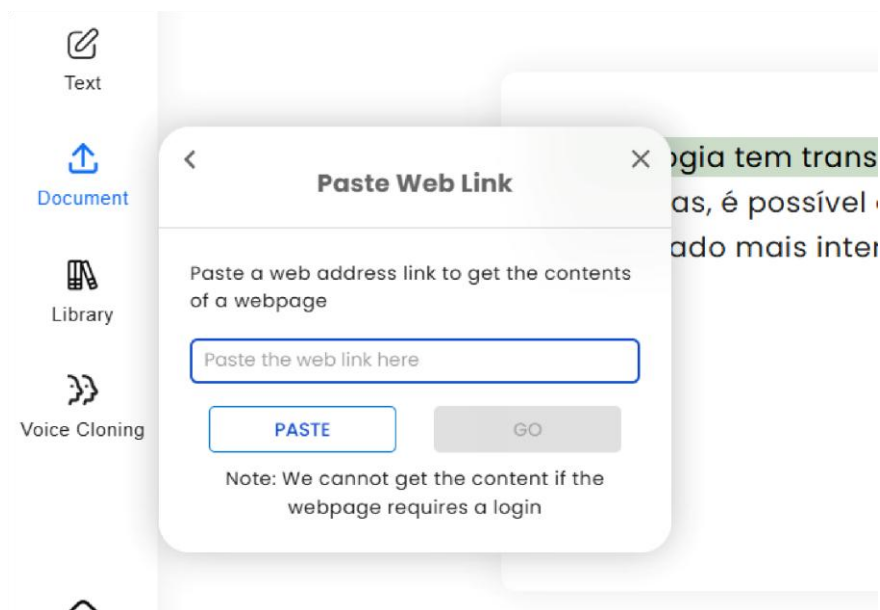 Text
Document
Library
Voice Cloning
Paste Web Link
Paste a web address link to get the contents
of a webpage
Paste the web link here
PASTE
GO
Note: We cannot get the content if the
webpage requires a login
tem trans
é possível
mais inter